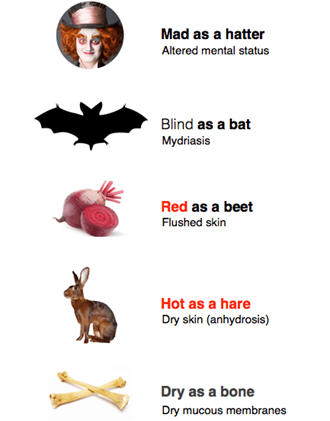 Mad as a hatter
Altered mental status
Blind as a bat
Mydriasis
Red as a beet
Flushed skin
Hot as a hare
Dry skin (anhydrosis)
Dry as a bone
Dry mucous membranes